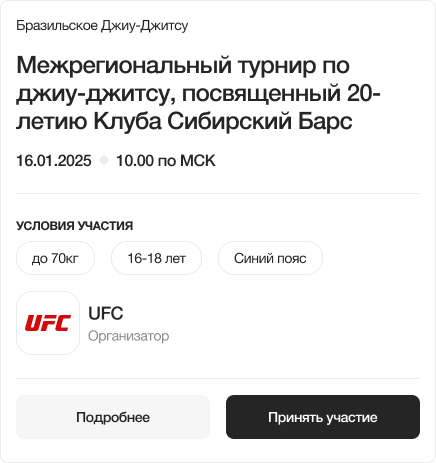 Бразильское Джиу-Джитсу
Межрегиональный турнир по
джиу-джитсу, посвященный 20-
летию Клуба Сибирский Барс
16.01.2025 10.00 по МСК
УСЛОВИЯ УЧАСТИЯ
до 70кг 16-18 лет Синий пояс
UFC UFC
Организатор
Подробнее Принять участие